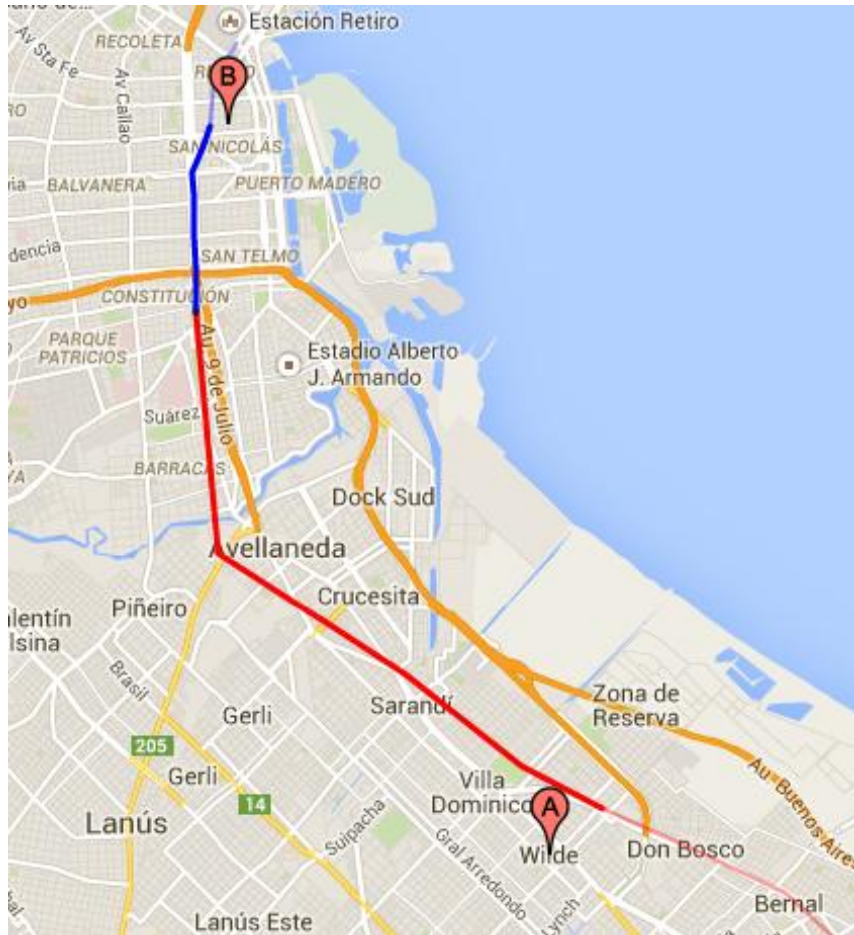 Estación Retiro
RECOLETA
Av Sta Fe
Av Callao
B
SAN NICOLÁS
BALVANERA
PUERTO MADERO
SAN TELMO
CONSTITUCIÓN
PARQUE
PATRICIOS
Au. 9 de Julio
Estadio Alberto
J. Armando
Suárez
BARRACAS
Dock Sud
Avellaneda
Piñeiro
Crucesita
Brasil
Gerli
Sarandí
Zona de
Reserva
205
Gerli
14
Villa
A
Au Buenos Aires
Lanús
Suipacha
Gral Arredondo
Wilde
Don Bosco
Lynch
Bernal
Lanús Este